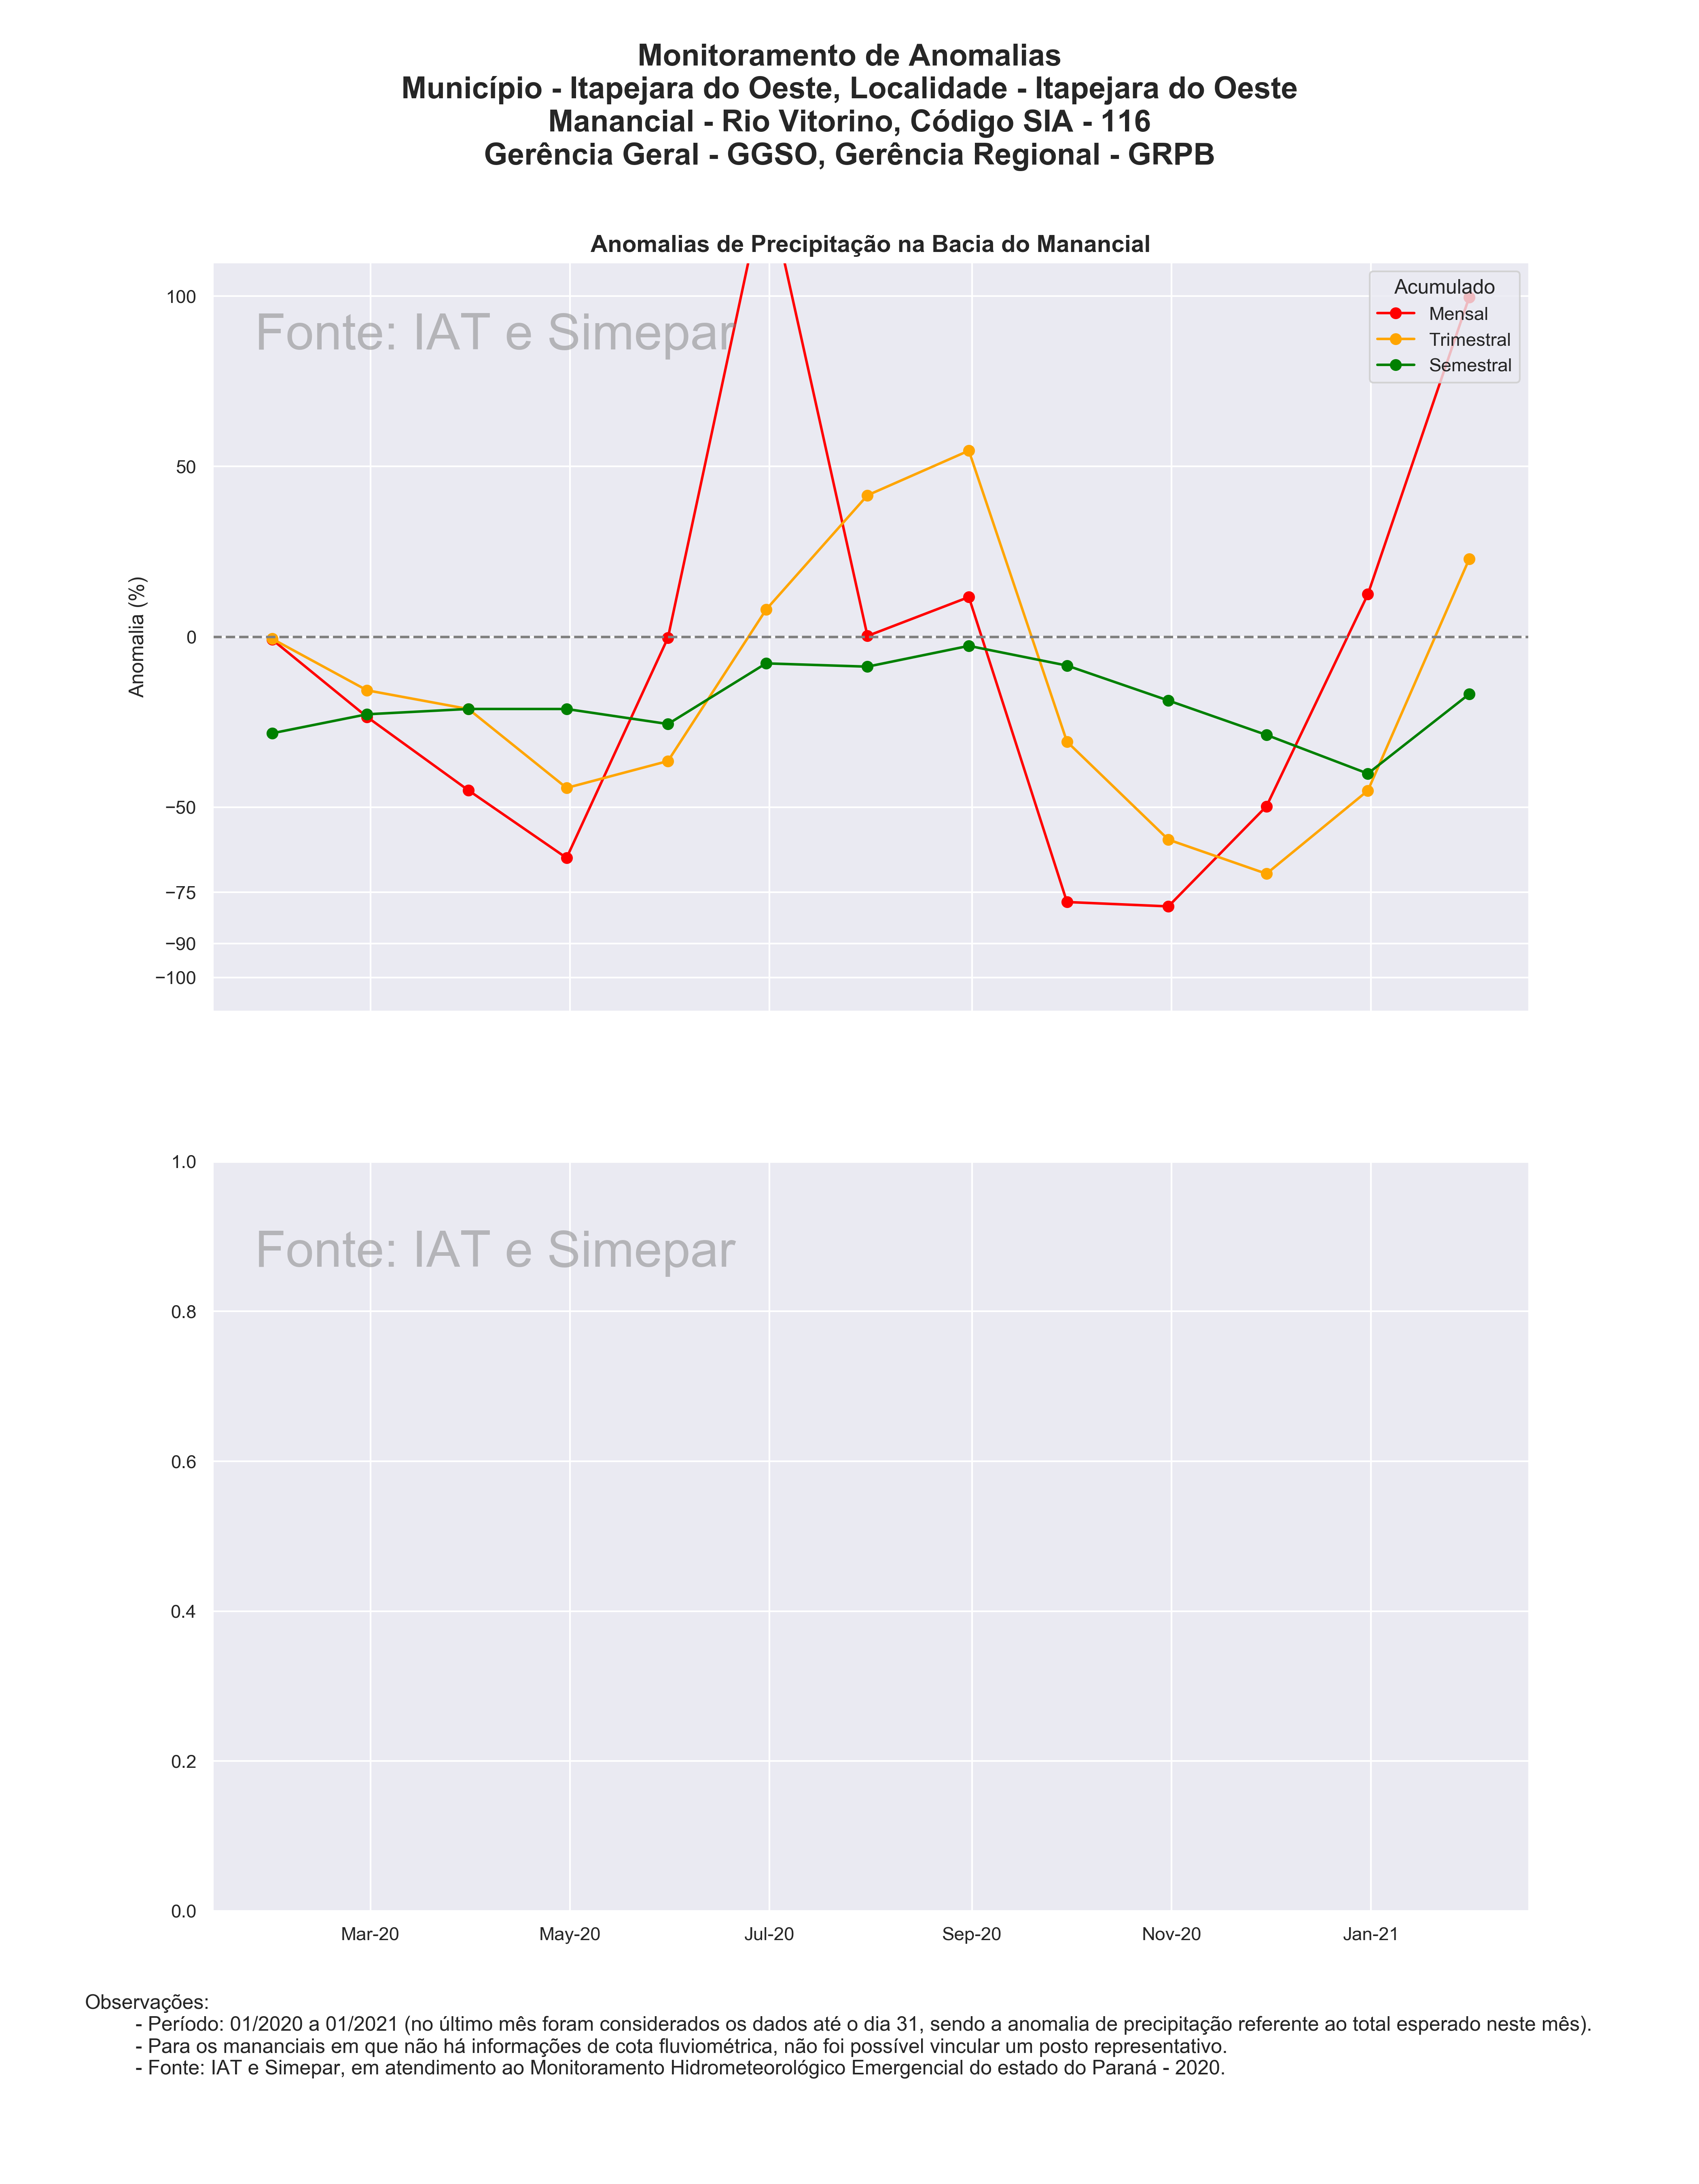 Monitoramento de Anomalias
Município - Itapejara do Oeste, Localidade - Itapejara do Oeste
Manancial - Rio Vitorino, Código SIA - 116
Gerência Geral - GGSO, Gerência Regional - GRPB
Anomalias de Precipitação na Bacia do Manancial
Fonte: IAT e Simepar
Acumulado
Mensal
Trimestral
Semestral
Anomalia (%)
100
50
0
−50
−75
−90
−100
Fonte: IAT e Simepar
1.0
0.8
0.6
0.4
0.2
0.0
Mar-20 May-20 Jul-20 Sep-20 Nov-20 Jan-21
Observações:
- Período: 01/2020 a 01/2021 (no último mês foram considerados os dados até o dia 31, sendo a anomalia de precipitação referente ao total esperado neste mês).
- Para os mananciais em que não há informações de cota fluviométrica, não foi possível vincular um posto representativo.
- Fonte: IAT e Simepar, em atendimento ao Monitoramento Hidrometeorológico Emergencial do estado do Paraná - 2020.